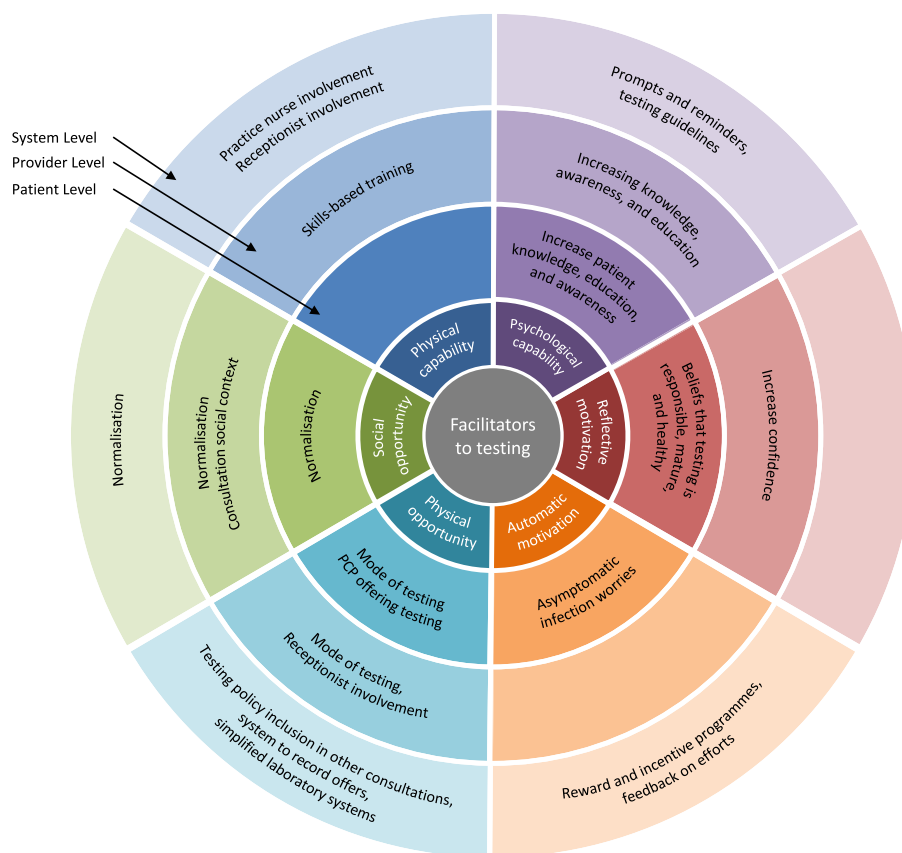 System Level
Provider Level
Patient Level
Practice nurse involvement
Receptionist involvement
Skills-based training
Physical
capability
Prompts and reminders,
testing guidelines
Increasing knowledge,
awareness, and education
Increase patient
knowledge, education,
and awareness
Psychological
capability
Reflective
motivation
Beliefs that testing is
responsible, mature,
and healthy
Increase confidence
Automatic
motivation
Asymptomatic
infection worries
Reward and incentive programmes,
feedback on efforts
Physical
opportunity
Mode of testing
PCP offering testing
Mode of testing,
Receptionist involvement
Testing policy inclusion in other consultations,
system to record offers,
simplified laboratory systems
Social
opportunity
Normalisation
Normalisation
Consultation social context
Normalisation
Facilitators
to testing